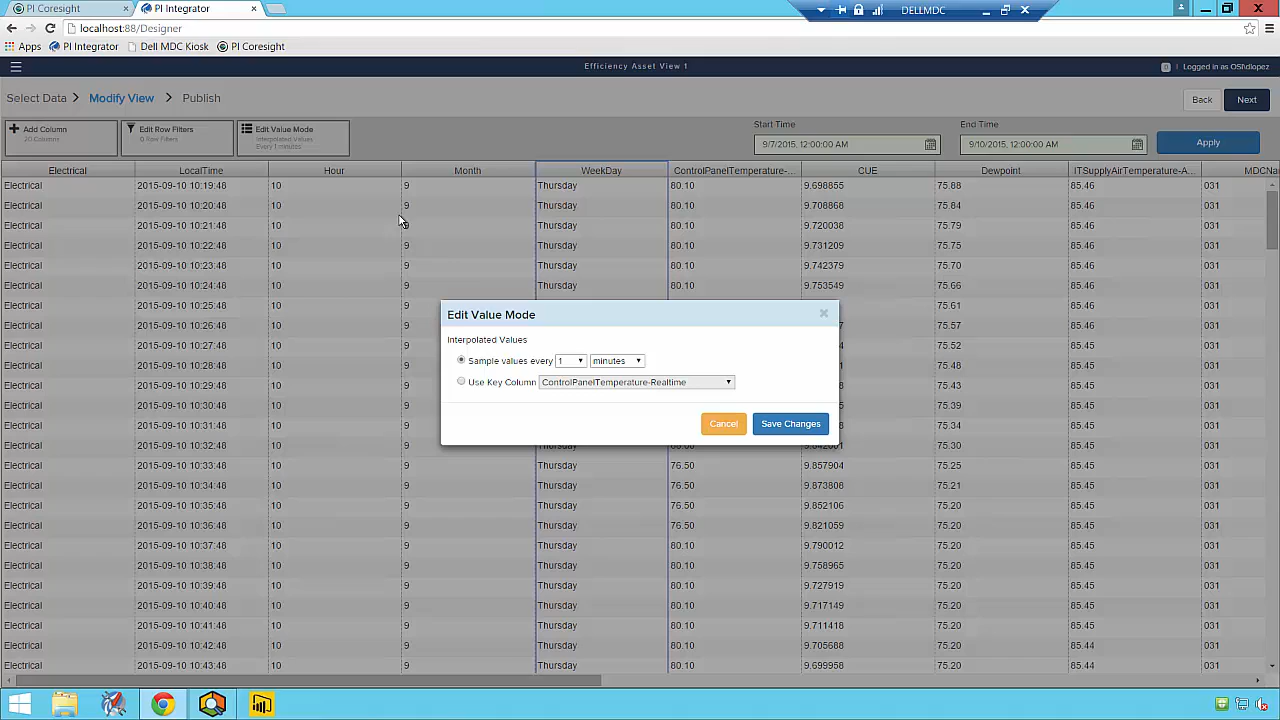 PI Coresight
PI Integrator
DELLMDC
localhost:88/Designer
Apps PI Integrator Dell MDC Kiosk PI Coresight
Efficiency Asset View 1
0 Logged in as OSI\dlopez
Select Data > Modify View > Publish
Back Next
Add Column
20 Columns
Edit Row Filters
0 Row Filters
Edit Value Mode
Interpolated Values
Every 1 minutes
Start Time
9/7/2015, 12:00:00 AM
End Time
9/10/2015, 12:00:00 AM
Apply
Electrical LocalTime Hour Month WeekDay ControlPanelTemperature-... CUE Dewpoint ITSupplyAirTemperature-A... MDCNa
Electrical 2015-09-10 10:19:48 10 9 Thursday 80.10 9.698855 75.88 85.46 031
Electrical 2015-09-10 10:20:48 10 9 Thursday 80.10 9.708868 75.84 85.46 031
Electrical 2015-09-10 10:21:48 10 9 Thursday 80.10 9.720038 75.79 85.46 031
Electrical 2015-09-10 10:22:48 10 9 Thursday 80.10 9.731209 75.75 85.46 031
Electrical 2015-09-10 10:23:48 10 9 Thursday 80.10 9.742379 75.70 85.46 031
Electrical 2015-09-10 10:24:48 10 9 Thursday 80.10 9.753549 75.66 85.46 031
Electrical 2015-09-10 10:25:48 10 9 75.61 85.46 031
Electrical 2015-09-10 10:26:48 10 9 7 75.57 85.46 031
Electrical 2015-09-10 10:27:48 10 9 75.52 85.46 031
Electrical 2015-09-10 10:28:48 10 9 75.48 85.46 031
Electrical 2015-09-10 10:29:48 10 9 75.43 85.45 031
Electrical 2015-09-10 10:30:48 10 9 75.39 85.45 031
Electrical 2015-09-10 10:31:48 10 9 75.34 85.45 031
Electrical 2015-09-10 10:32:48 10 9 75.30 85.45 031
Electrical 2015-09-10 10:33:48 10 9 Thursday 76.50 9.857904 75.25 85.45 031
Electrical 2015-09-10 10:34:48 10 9 Thursday 76.50 9.873808 75.21 85.45 031
Electrical 2015-09-10 10:35:48 10 9 Thursday 76.50 9.852106 75.20 85.45 031
Electrical 2015-09-10 10:36:48 10 9 Thursday 76.50 9.821059 75.20 85.45 031
Electrical 2015-09-10 10:37:48 10 9 Thursday 80.10 9.790012 75.20 85.45 031
Electrical 2015-09-10 10:38:48 10 9 Thursday 80.10 9.758965 75.20 85.45 031
Electrical 2015-09-10 10:39:48 10 9 Thursday 80.10 9.727919 75.20 85.45 031
Electrical 2015-09-10 10:40:48 10 9 Thursday 80.10 9.717149 75.20 85.45 031
Electrical 2015-09-10 10:41:48 10 9 Thursday 80.10 9.711418 75.20 85.45 031
Electrical 2015-09-10 10:42:48 10 9 Thursday 80.10 9.705688 75.20 85.44 031
Electrical 2015-09-10 10:43:48 10 9 Thursday 80.10 9.699958 75.20 85.44 031
Edit Value Mode
Interpolated Values
Sample values every 1 minutes
Use Key Column ControlPanelTemperature-Realtime
Cancel Save Changes